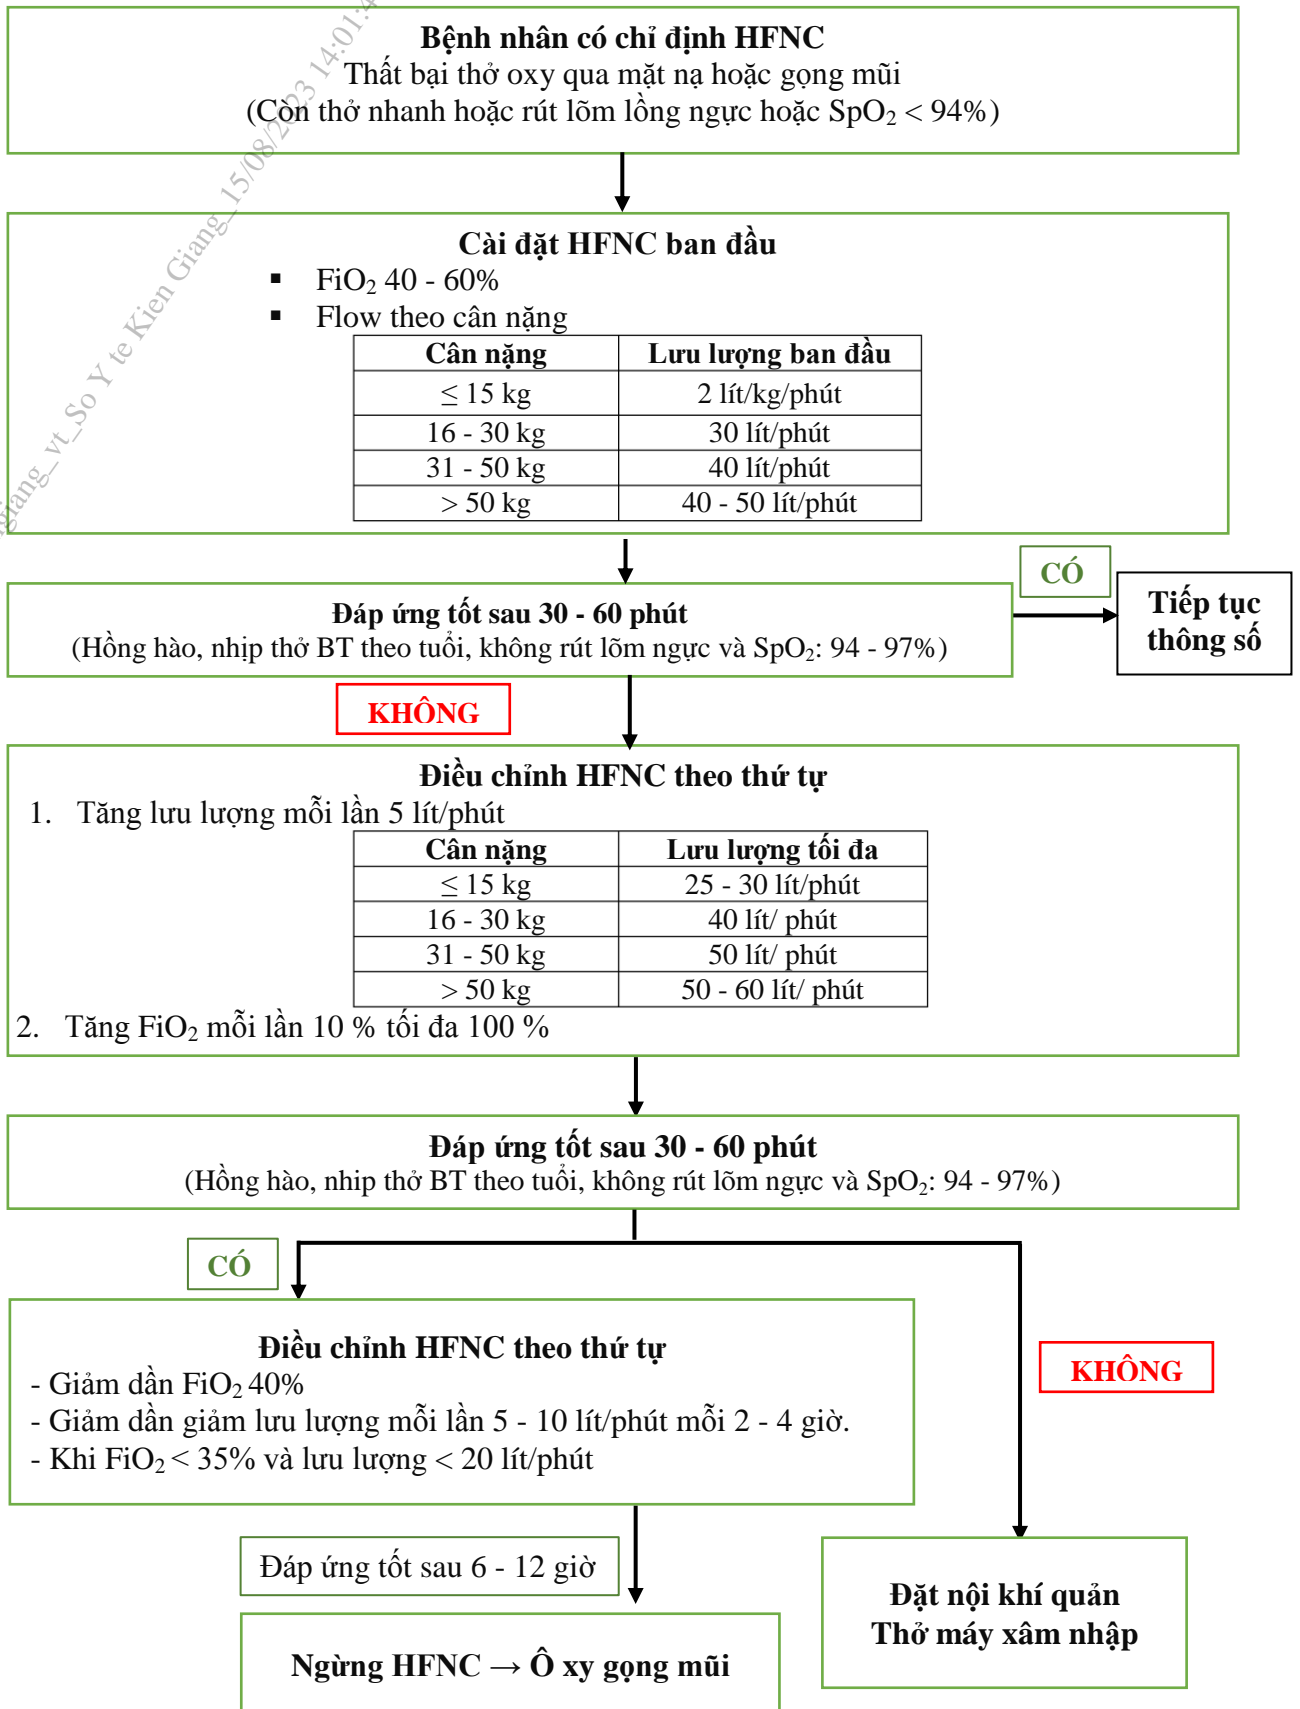 Bệnh nhân có chỉ định HFNC
Thất bại thở oxy qua mặt nạ hoặc gọng mũi
(Còn thở nhanh hoặc rút lõm lồng ngực hoặc SpO₂ < 94%)
Cài đặt HFNC ban đầu
▪ FiO₂ 40 - 60%
▪ Flow theo cân nặng
Cân nặng Lưu lượng ban đầu
≤ 15 kg 2 lít/kg/phút
16 - 30 kg 30 lít/phút
31 - 50 kg 40 lít/phút
> 50 kg 40 - 50 lít/phút
Đáp ứng tốt sau 30 - 60 phút
(Hồng hào, nhịp thở BT theo tuổi, không rút lõm ngực và SpO₂: 94 - 97%)
CÓ
Tiếp tục
thông số
KHÔNG
Điều chỉnh HFNC theo thứ tự
1. Tăng lưu lượng mỗi lần 5 lít/phút
Cân nặng Lưu lượng tối đa
≤ 15 kg 25 - 30 lít/phút
16 - 30 kg 40 lít/ phút
31 - 50 kg 50 lít/ phút
> 50 kg 50 - 60 lít/ phút
2. Tăng FiO₂ mỗi lần 10 % tối đa 100 %
Đáp ứng tốt sau 30 - 60 phút
(Hồng hào, nhip thở BT theo tuổi, không rút lõm ngực và SpO₂: 94 - 97%)
CÓ
Điều chỉnh HFNC theo thứ tự
- Giảm dần FiO₂ 40%
- Giảm dần giảm lưu lượng mỗi lần 5 - 10 lít/phút mỗi 2 - 4 giờ.
- Khi FiO₂ < 35% và lưu lượng < 20 lít/phút
KHÔNG
Đáp ứng tốt sau 6 - 12 giờ
Ngừng HFNC → Ô xy gọng mũi
Đặt nội khí quản
Thở máy xâm nhập
giang_vt_So Y te Kien Giang_15/08/2023 14:01:4